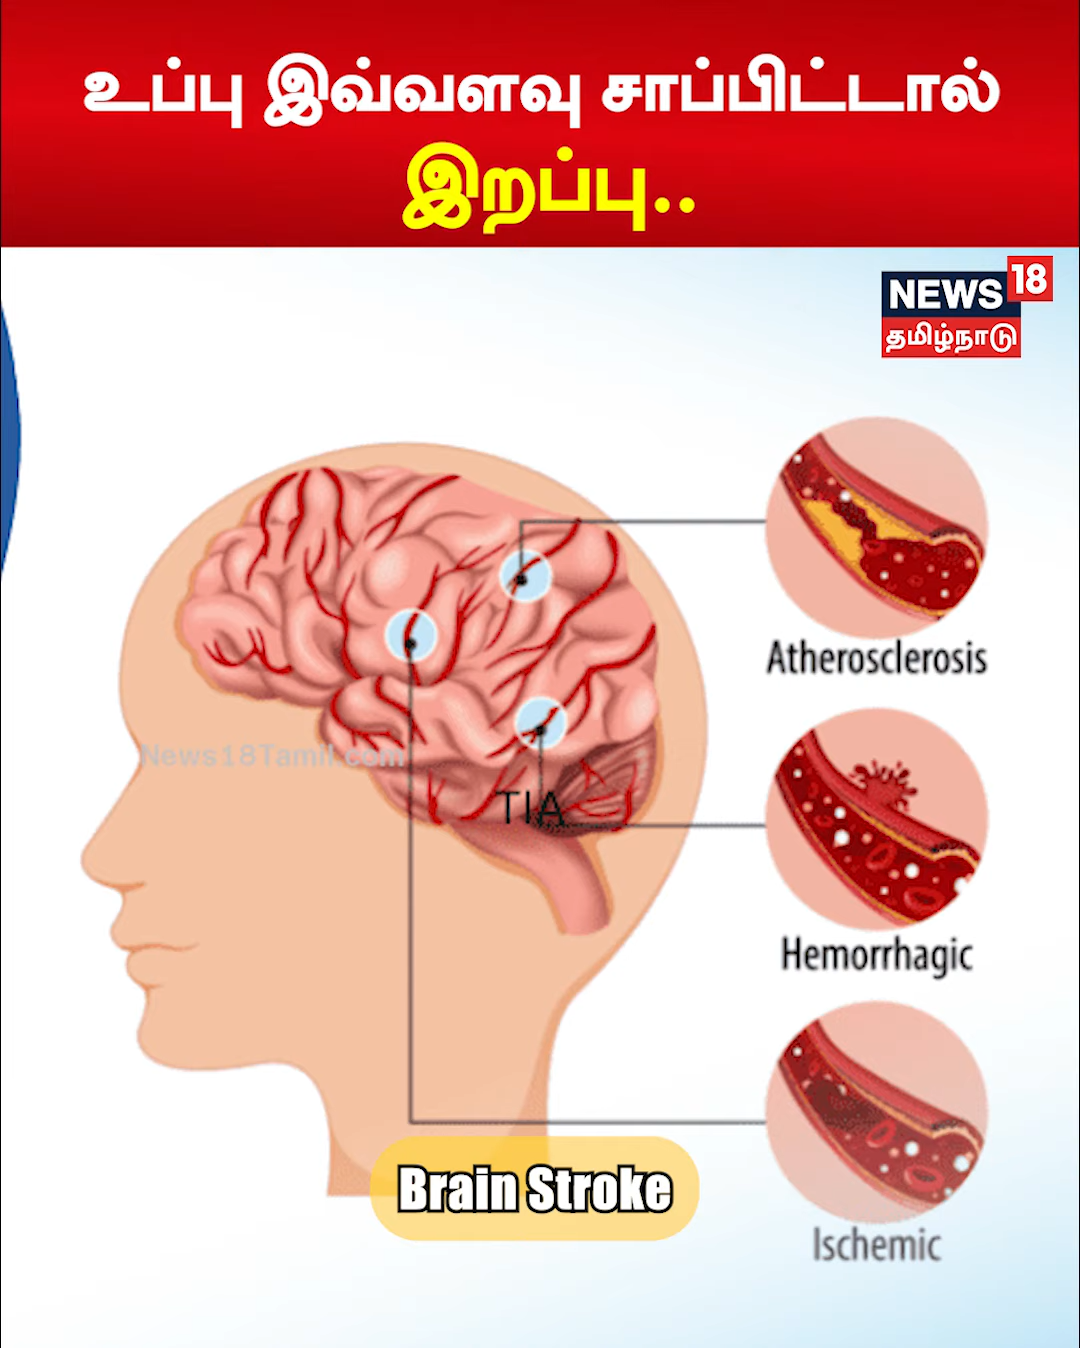 உப்பு இவ்வளவு சாப்பிட்டால்
இறப்பு..
NEWS 18
தமிழ்நாடு
Atherosclerosis
News18Tamil.com
TIA
Hemorrhagic
Brain Stroke
Ischemic